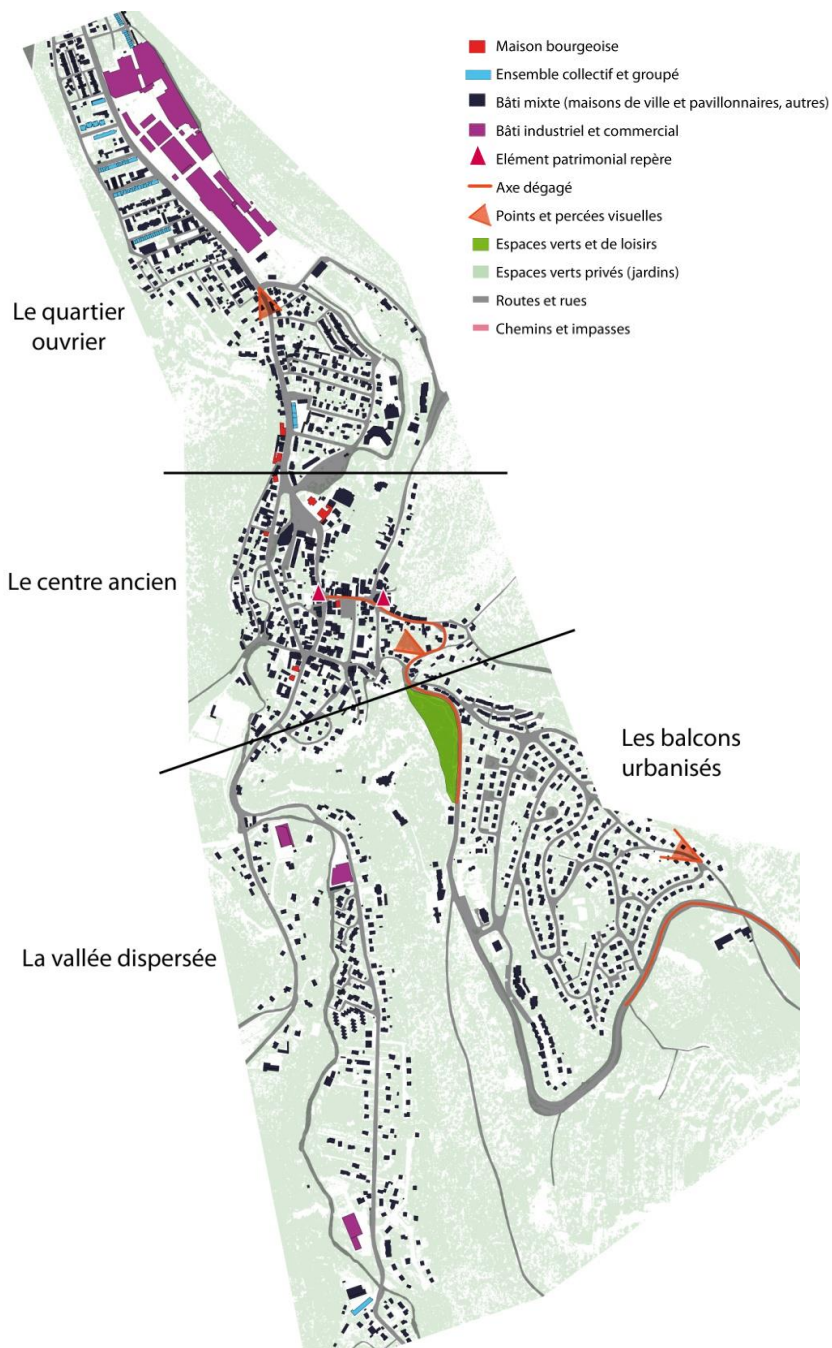 Maison bourgeoise
Ensemble collectif et groupé
Bâti mixte (maisons de ville et pavillonnaires, autres)
Bâti industriel et commercial
Elément patrimonial repère
Axe dégagé
Points et percées visuelles
Espaces verts et de loisirs
Espaces verts privés (jardins)
Routes et rues
Chemins et impasses
Le quartier
ouvrier
Le centre ancien
Les balcons
urbanisés
La vallée dispersée